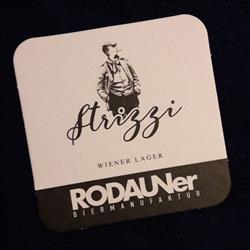 Strizzi
WIENER LAGER
RODAUNer
BIERMANUFAKTUR